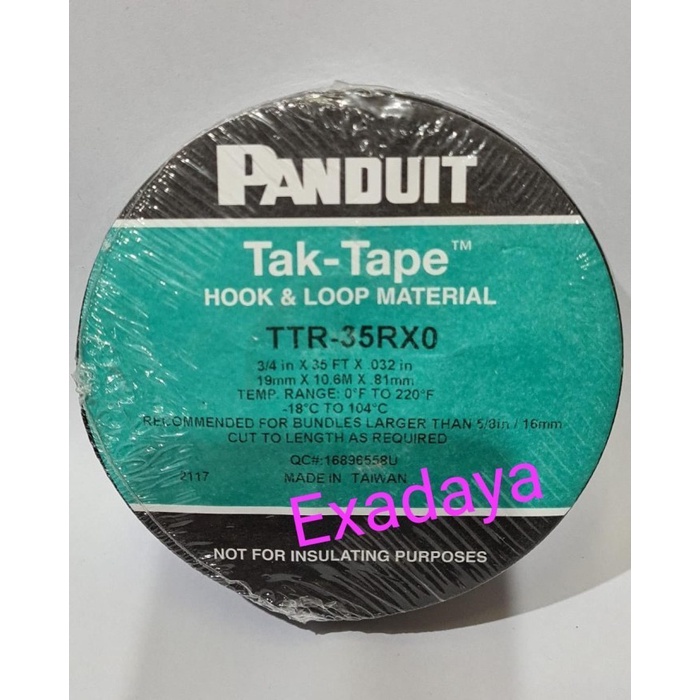 PANDUIT
Tak-Tape™
HOOK & LOOP MATERIAL
TTR-35RX0
3/4 in X 35 FT X .032 in
19mm X 10.6M X .81mm
TEMP. RANGE: 0°F TO 220°F
-18°C TO 104°C
RECOMMENDED FOR BUNDLES LARGER THAN 5/8in / 16mm
CUT TO LENGTH AS REQUIRED
QC#:16896558U
2117 MADE IN TAIWAN
Exadaya
NOT FOR INSULATING PURPOSES